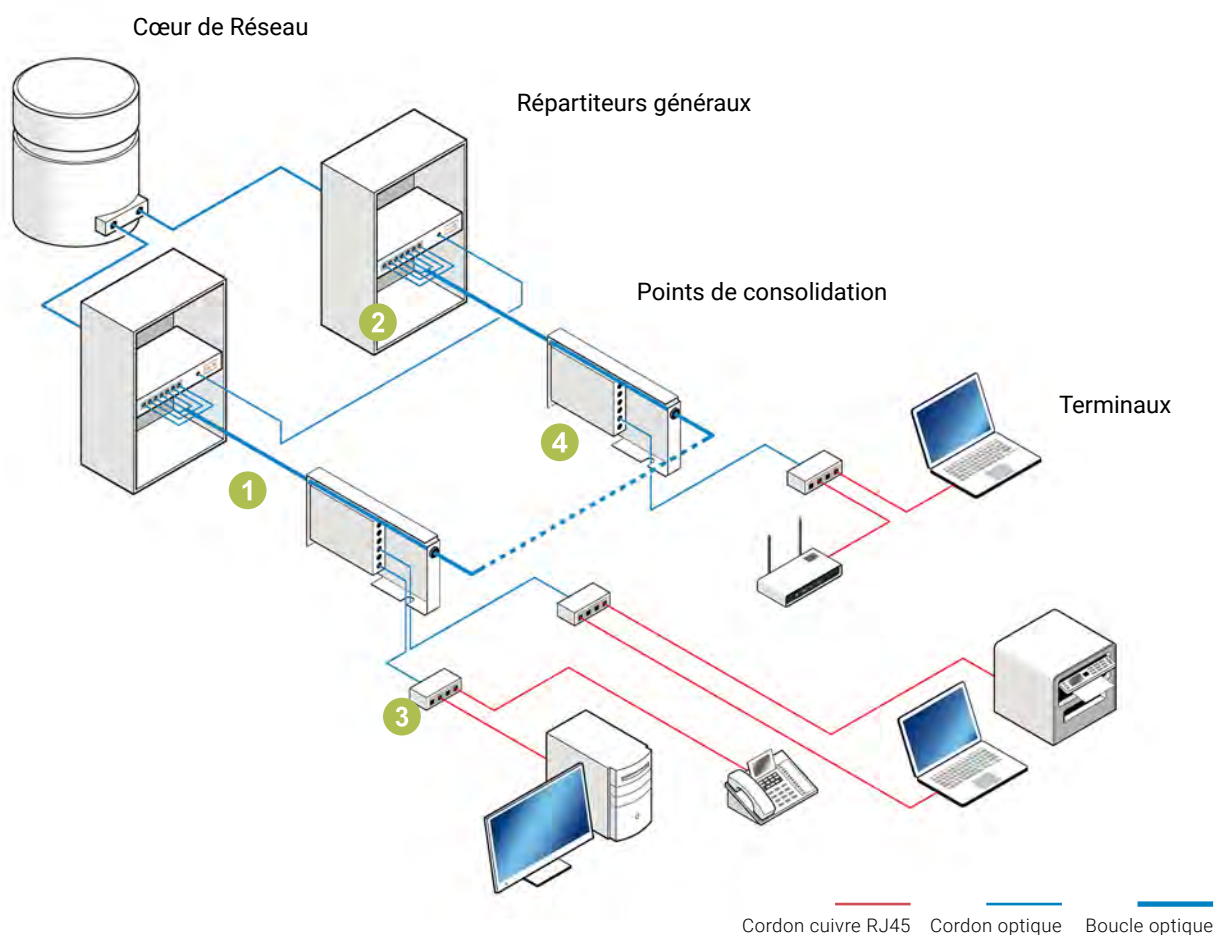 Cœur de Réseau
Répartiteurs généraux
2
Points de consolidation
Terminaux
4
1
3
Cordon cuivre RJ45
Cordon optique
Boucle optique